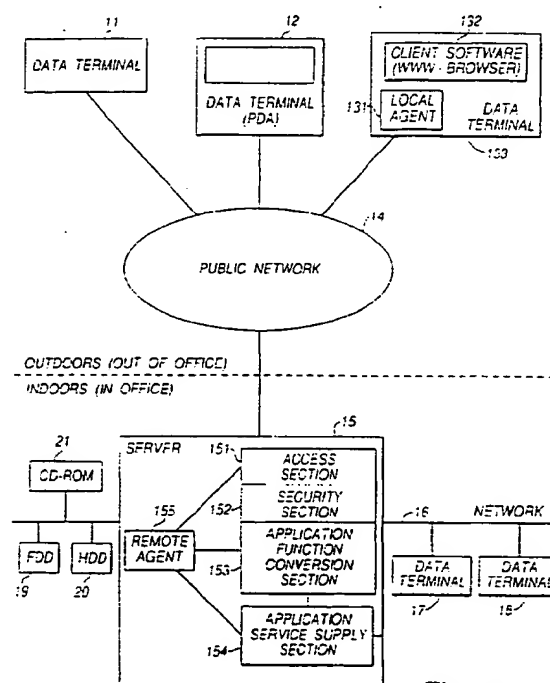 11
12
132
DATA TERMINAL
DATA TERMINAL
(PDA)
CLIENT SOFTWARE
(WWW-BROWSER)
131
LOCAL
AGENT
DATA
TERMINAL
133
14
PUBLIC NETWORK
OUTDOORS (OUT OF OFFICE)
INDOORS (IN OFFICE)
15
SERVER
151
ACCESS
SECTION
21
CD-ROM
152
SECURITY
SECTION
155
REMOTE
AGENT
16
NETWORK
FDD
HDD
19
20
APPLICATION
FUNCTION
CONVERSION
SECTION
153
DATA
TERMINAL
17
DATA
TERMINAL
18
APPLICATION
SERVICE SUPPLY
SECTION
154